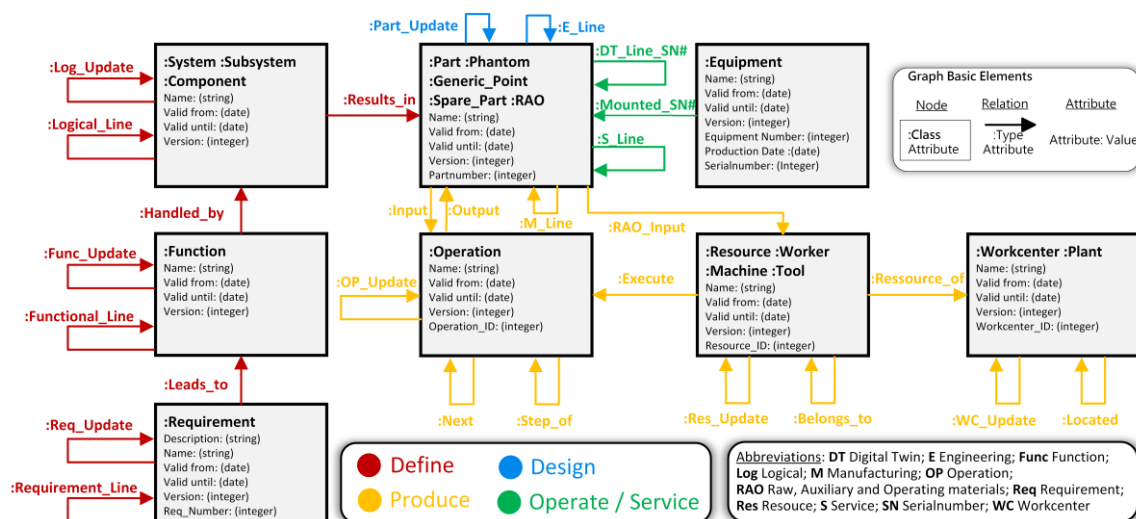 :Part_Update
:E_Line
:System :Subsystem
:Component
Name: (string)
Valid from: (date)
Valid until: (date)
Version: (integer)
:Log_Update
:Logical_Line
:Results_in
:Part :Phantom
:Generic_Point
:Spare_Part :RAO
Name: (string)
Valid from: (date)
Valid until: (date)
Version: (integer)
Partnumber: (integer)
:DT_Line_SN#
:Mounted_SN#
:S_Line
:Equipment
Name: (string)
Valid from: (date)
Valid until: (date)
Version: (integer)
Equipment Number: (integer)
Production Date :(date)
Serialnumber: (integer)
Graph Basic Elements
Node
Relation
Attribute
:Class
Attribute
:Type
Attribute
Attribute: Value
:Handled_by
:Input
:Output
:M_Line
:RAO_Input
:Func_Update
:Functional_Line
:Function
Name: (string)
Valid from: (date)
Valid until: (date)
Version: (integer)
:OP_Update
:Operation
Name: (string)
Valid from: (date)
Valid until: (date)
Version: (integer)
Operation_ID: (integer)
:Execute
:Resource :Worker
:Machine :Tool
Name: (string)
Valid from: (date)
Valid until: (date)
Version: (integer)
Resource_ID: (integer)
:Ressource_of
:Workcenter :Plant
Name: (string)
Valid from: (date)
Valid until: (date)
Version: (integer)
Workcenter_ID: (integer)
:Leads_to
:Next
:Step_of
:Res_Update
:Belongs_to
:WC_Update
:Located
:Req_Update
:Requirement_Line
:Requirement
Description: (string)
Name: (string)
Valid from: (date)
Valid until: (date)
Version: (integer)
Req_Number: (integer)
Define
Design
Produce
Operate / Service
Abbreviations: DT Digital Twin; E Engineering; Func Function;
Log Logical; M Manufacturing; OP Operation;
RAO Raw, Auxiliary and Operating materials; Req Requirement;
Res Resouce; S Service; SN Serialnumber; WC Workcenter